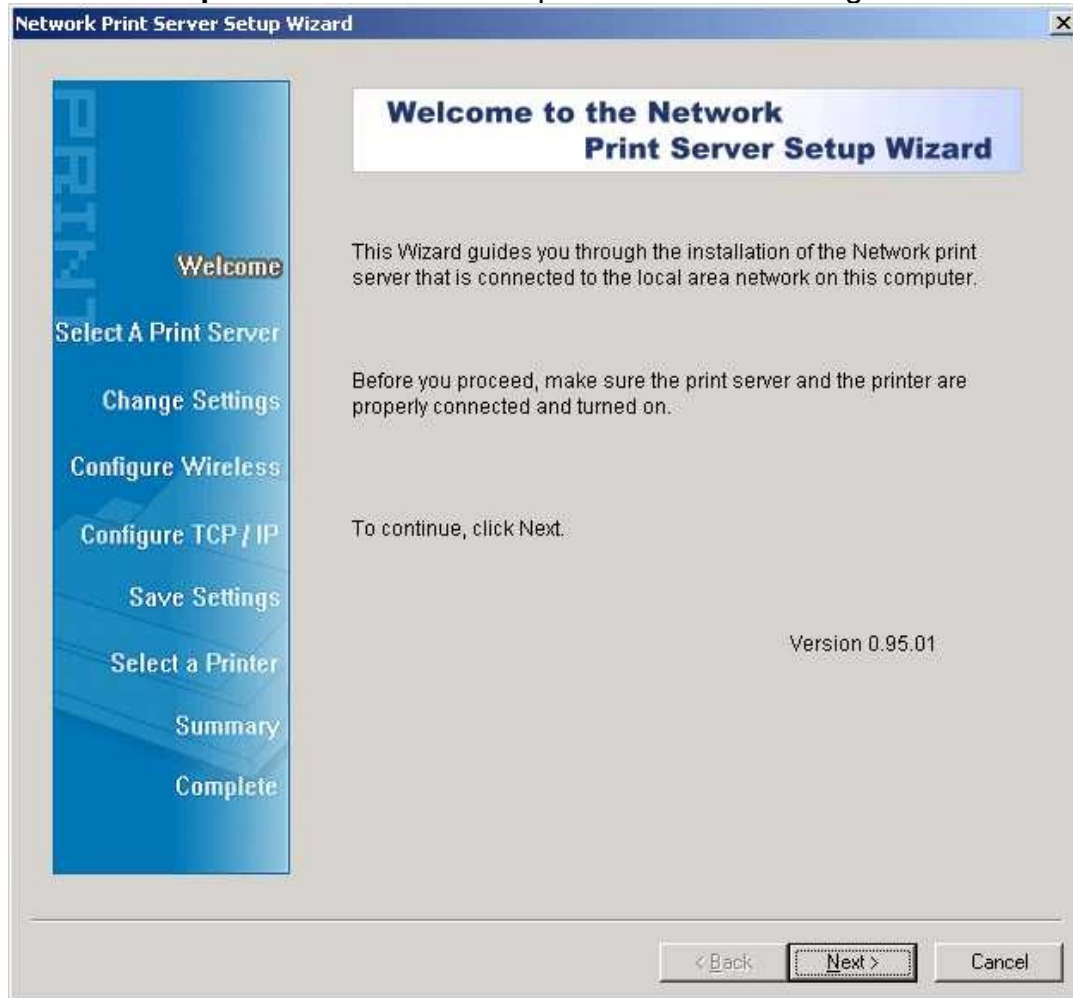 Network Print Server Setup Wizard
PRINT
Welcome
Select A Print Server
Change Settings
Configure Wireless
Configure TCP / IP
Save Settings
Select a Printer
Summary
Complete
Welcome to the Network
Print Server Setup Wizard
This Wizard guides you through the installation of the Network print
server that is connected to the local area network on this computer.
Before you proceed, make sure the print server and the printer are
properly connected and turned on.
To continue, click Next.
Version 0.95.01
< Back
Next >
Cancel